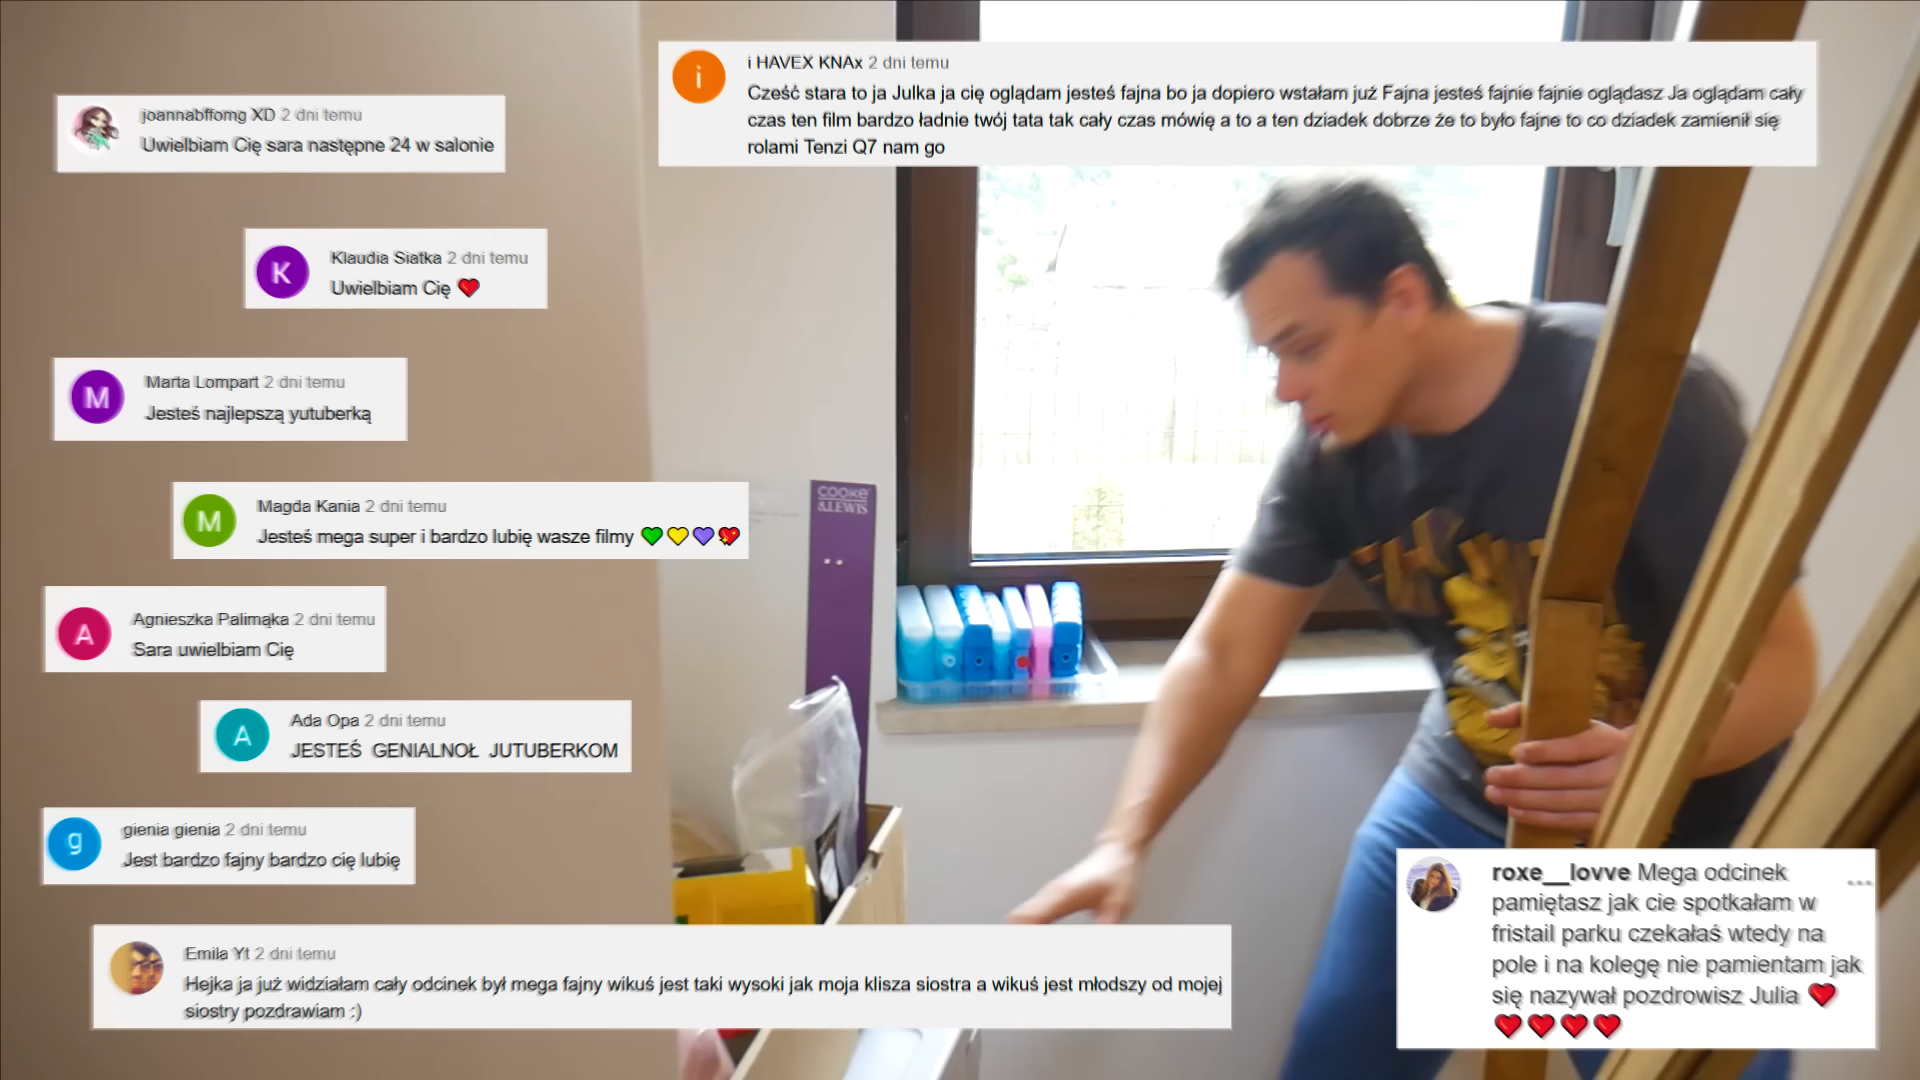 i HAVEX KNAx 2 dni temu
Cześć stara to ja Julka ja cię oglądam jesteś fajna bo ja dopiero wstałam już Fajna jesteś fajnie fajnie oglądasz Ja oglądam cały
czas ten film bardzo ładnie twój tata tak cały czas mówię a to a ten dziadek dobrze że to było fajne to co dziadek zamienił się
rolami Tenzi Q7 nam go
joannabffomg XD 2 dni temu
Uwielbiam Cię sara następne 24 w salonie
K
Klaudia Siatka 2 dni temu
Uwielbiam Cię ❤️
M
Marta Lompart 2 dni temu
Jesteś najlepszą yutuberką
M
Magda Kania 2 dni temu
Jesteś mega super i bardzo lubię wasze filmy 💚💛💜💖
COOKE
&LEWIS
A
Agnieszka Palimąka 2 dni temu
Sara uwielbiam Cię
A
Ada Opa 2 dni temu
JESTEŚ GENIALNOŁ JUTUBERKOM
g
gienia gienia 2 dni temu
Jest bardzo fajny bardzo cię lubię
Emila Yt 2 dni temu
Hejka ja już widziałam cały odcinek był mega fajny wikuś jest taki wysoki jak moja klisza siostra a wikuś jest młodszy od mojej
siostry pozdrawiam :)
roxe__lovve Mega odcinek
pamiętasz jak cie spotkałam w
fristail parku czekałaś wtedy na
pole i na kolegę nie pamientam jak
się nazywał pozdrowisz Julia ❤️
❤️❤️❤️❤️